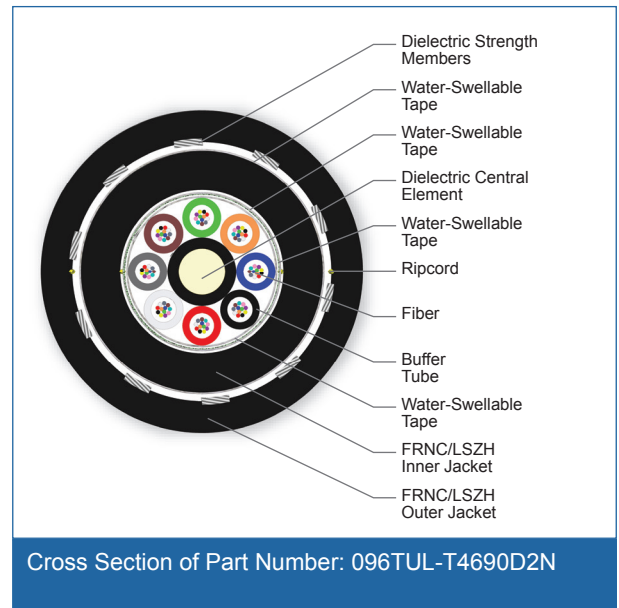 Dielectric Strength
Members
Water-Swellable
Tape
Water-Swellable
Tape
Dielectric Central
Element
Water-Swellable
Tape
Ripcord
Fiber
Buffer
Tube
Water-Swellable
Tape
FRNC/LSZH
Inner Jacket
FRNC/LSZH
Outer Jacket
Cross Section of Part Number: 096TUL-T4690D2N